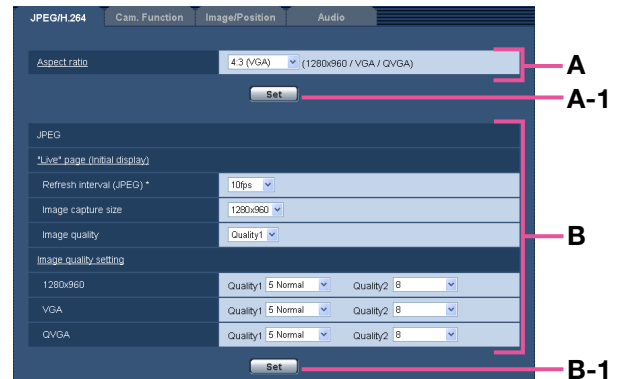 JPEG/H.264 Cam. Function Image/Position Audio
Aspect ratio 4:3 (VGA) (1280x960 / VGA / QVGA) A
Set A-1
JPEG
"Live" page (Initial display)
Refresh interval (JPEG) * 10fps
Image capture size 1280x960
Image quality Quality1 B
Image quality setting
1280x960 Quality1 5 Normal Quality2 8
VGA Quality1 5 Normal Quality2 8
QVGA Quality1 5 Normal Quality2 8
Set B-1